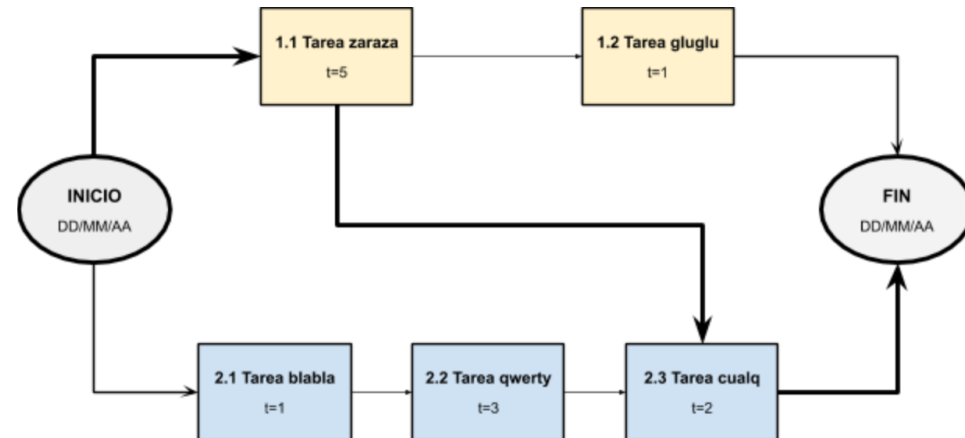 1.1 Tarea zaraza
t=5
1.2 Tarea gluglu
t=1
INICIO
DD/MM/AA
FIN
DD/MM/AA
2.1 Tarea blabla
t=1
2.2 Tarea qwerty
t=3
2.3 Tarea cualq
t=2